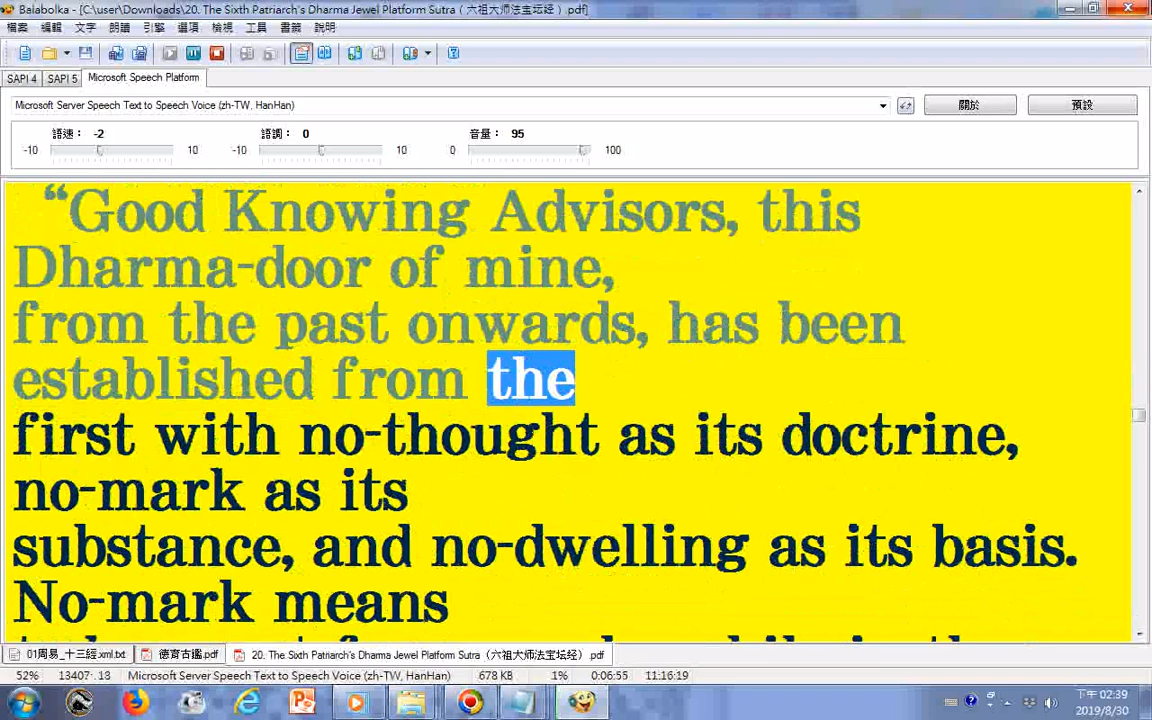 Balabolka - [C:\user\Downloads\20. The Sixth Patriarch's Dharma Jewel Platform Sutra ( 六祖大师法宝坛经 ) pdf]
檔案 編輯 文字 朗誦 引擎 選項 檢視 工具 書籤 說明
SAPI 4 SAPI 5 Microsoft Speech Platform
Microsoft Server Speech Text to Speech Voice (zh-TW, HanHan) 關於 預設
語速： -2 語調： 0 音量： 95
-10 10 -10 10 0 100
“Good Knowing Advisors, this
Dharma-door of mine,
from the past onwards, has been
established from the
first with no-thought as its doctrine,
no-mark as its
substance, and no-dwelling as its basis.
No-mark means
01周易_十三經.xml.txt 德育古鑑.pdf 20. The Sixth Patriarch's Dharma Jewel Platform Sutra（六祖大师法宝坛经）.pdf
52% 13407 : 13 Microsoft Server Speech Text to Speech Voice (zh-TW, HanHan) 678 KB 1% 0:06:55 11:16:19
下午 02:39
2019/8/30